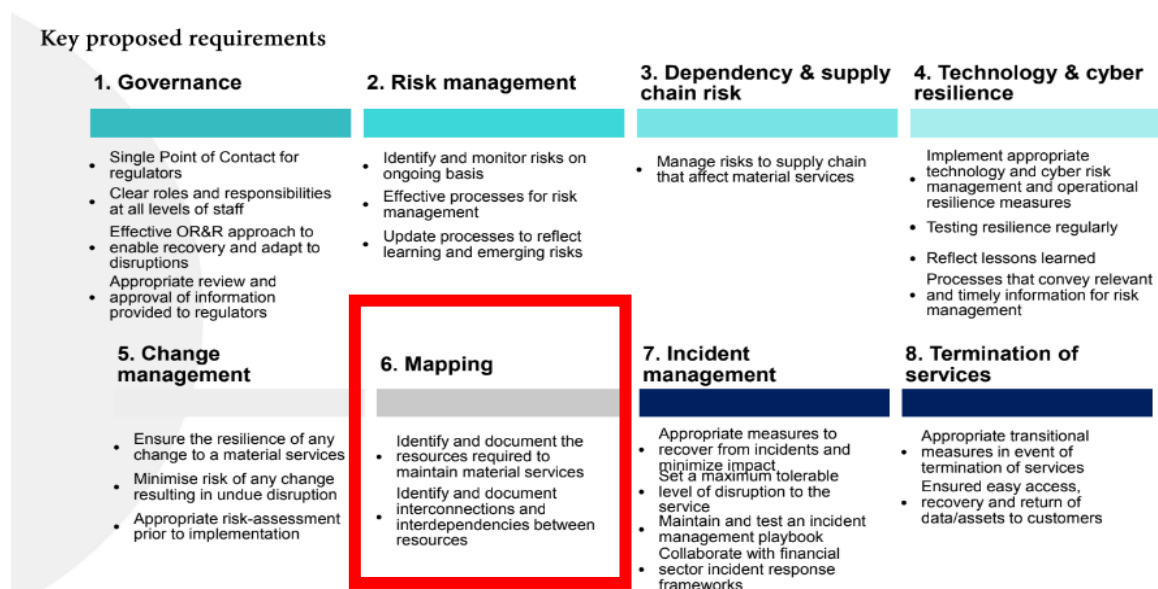 Key proposed requirements
1. Governance
Single Point of Contact for
regulators
Clear roles and responsibilities
at all levels of staff
Effective OR&R approach to
enable recovery and adapt to
disruptions
Appropriate review and
approval of information
provided to regulators
2. Risk management
Identify and monitor risks on
ongoing basis
Effective processes for risk
management
Update processes to reflect
learning and emerging risks
3. Dependency & supply
chain risk
Manage risks to supply chain
that affect material services
4. Technology & cyber
resilience
Implement appropriate
technology and cyber risk
management and operational
resilience measures
Testing resilience regularly
Reflect lessons learned
Processes that convey relevant
and timely information for risk
management
5. Change
management
Ensure the resilience of any
change to a material services
Minimise risk of any change
resulting in undue disruption
Appropriate risk-assessment
prior to implementation
6. Mapping
Identify and document the
resources required to
maintain material services
Identify and document
interconnections and
interdependencies between
resources
7. Incident
management
Appropriate measures to
recover from incidents and
minimize impact
Set a maximum tolerable
level of disruption to the
service
Maintain and test an incident
management playbook
Collaborate with financial
sector incident response
frameworks
8. Termination of
services
Appropriate transitional
measures in event of
termination of services
Ensured easy access,
recovery and return of
data/assets to customers